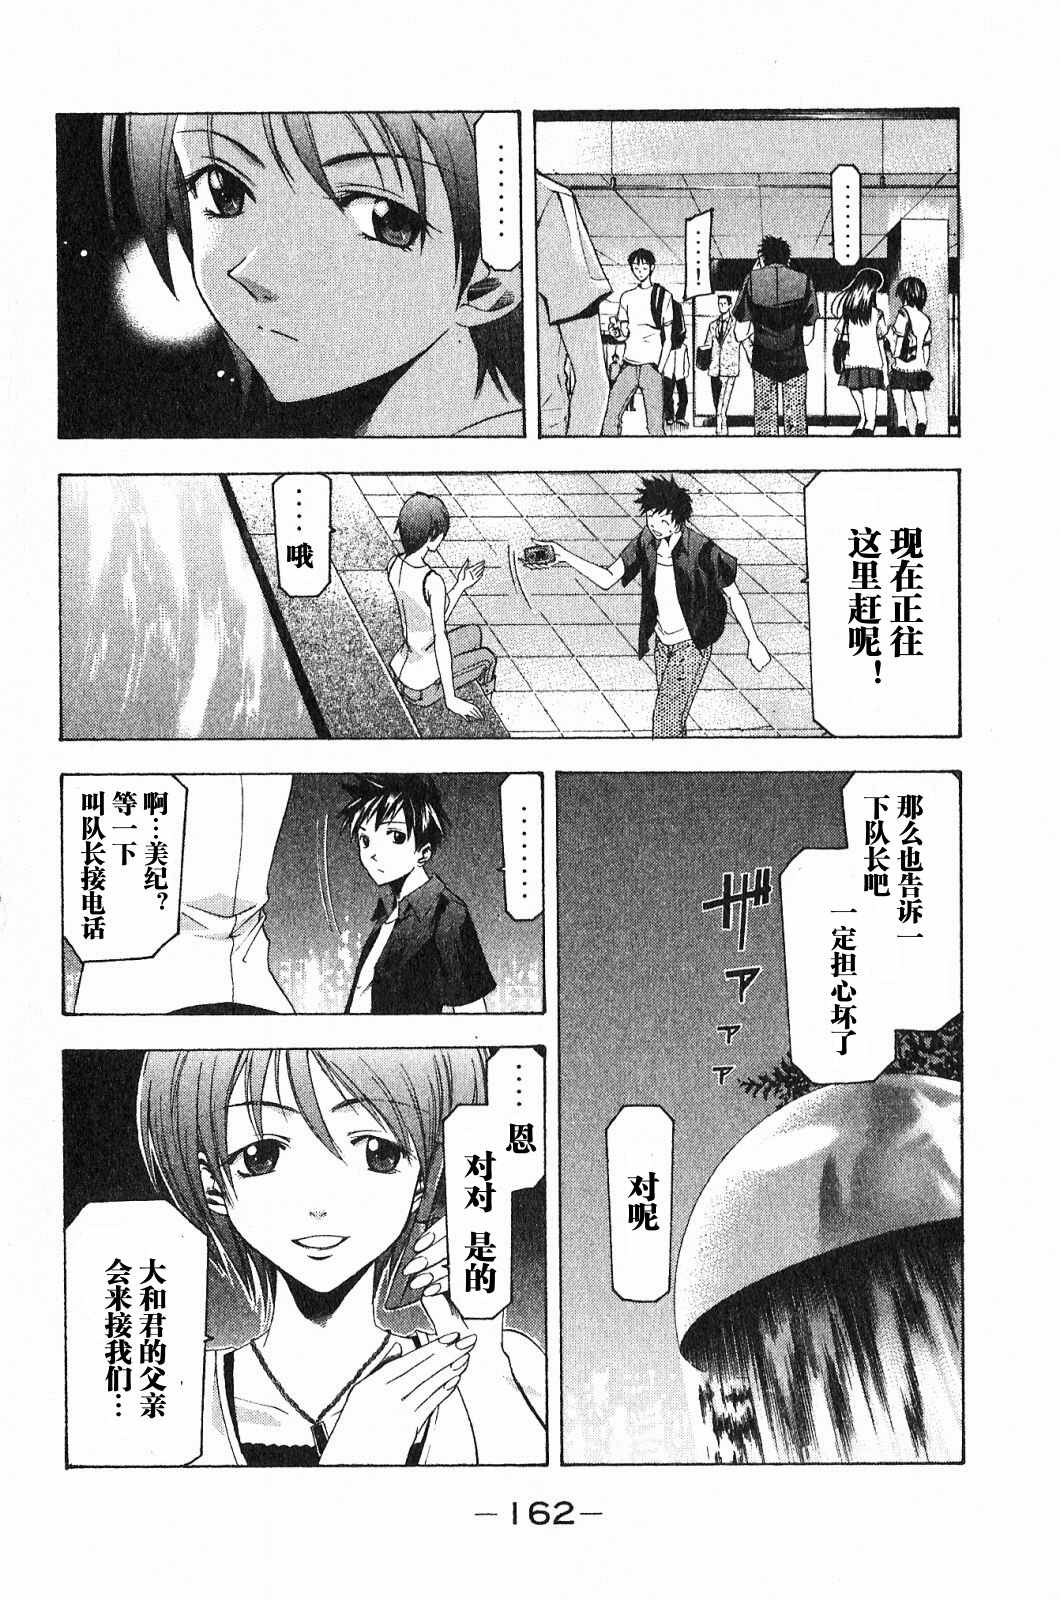 ………
…！
………
现在正往
这里赶呢！
…
哦
那么也告诉一
下队长吧
一定担心坏了
ザァァァ
对呢
………
啊…美纪？
等一下
叫队长接电话
…恩
对对 是的
大和君的父亲
会来接我们…
—162—